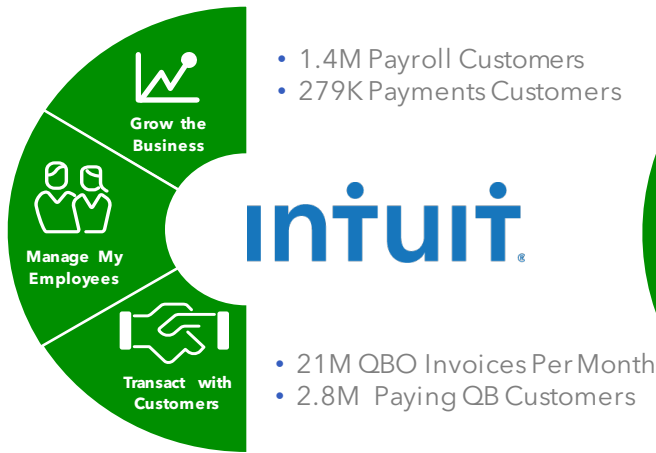 • 1.4M Payroll Customers
• 279K Payments Customers
Grow the
Business
Manage My
Employees
intuit®
• 21M QBO Invoices Per Month
• 2.8M Paying QB Customers
Transact with
Customers